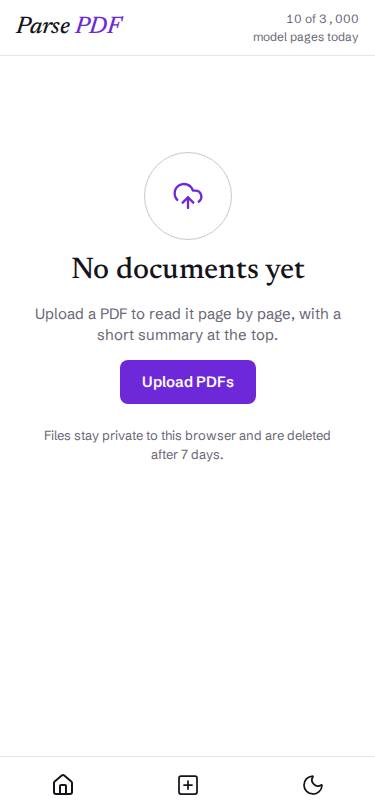 Parse PDF
10 of 3,000
model pages today
No documents yet
Upload a PDF to read it page by page, with a
short summary at the top.
Upload PDFs
Files stay private to this browser and are deleted
after 7 days.